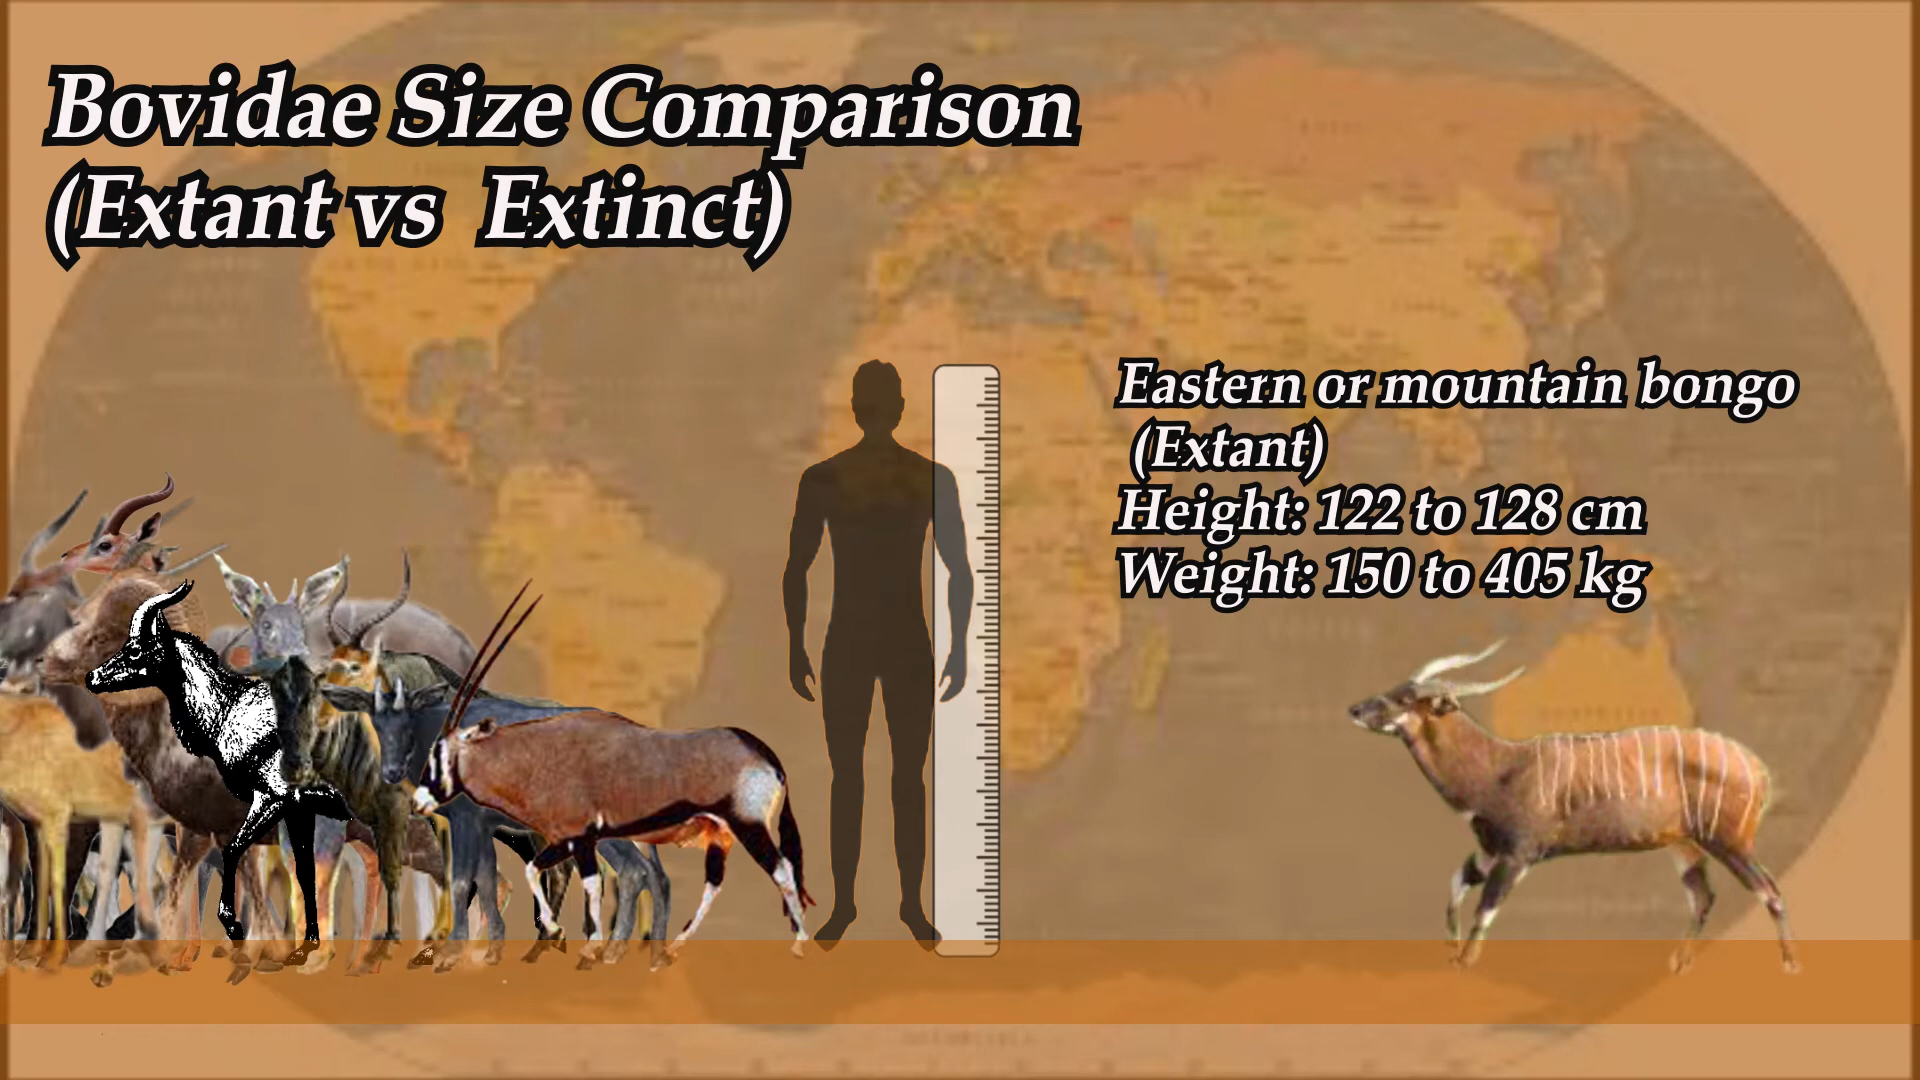 Bovidae Size Comparison
(Extant vs Extinct)
Eastern or mountain bongo
(Extant)
Height: 122 to 128 cm
Weight: 150 to 405 kg